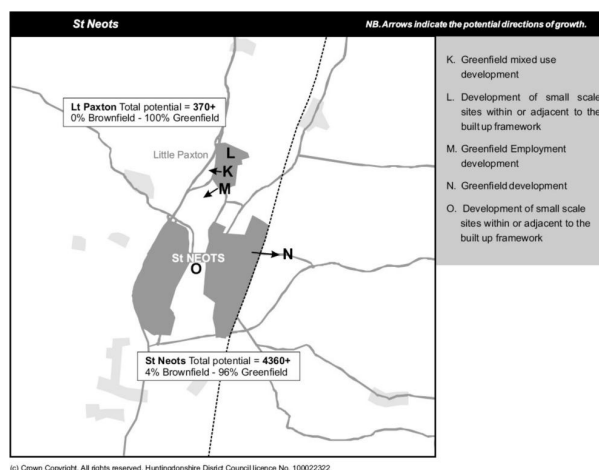 St Neots
NB. Arrows indicate the potential directions of growth.
Lt Paxton Total potential = 370+
0% Brownfield - 100% Greenfield
Little Paxton
L
K
M
St NEOTS
O
N
St Neots Total potential = 4360+
4% Brownfield - 96% Greenfield
K. Greenfield mixed use
development
L. Development of small scale
sites within or adjacent to the
built up framework
M. Greenfield Employment
development
N. Greenfield development
O. Development of small scale
sites within or adjacent to the
built up framework
(c) Crown Copyright. All rights reserved. Huntingdonshire District Council licence No. 100022322